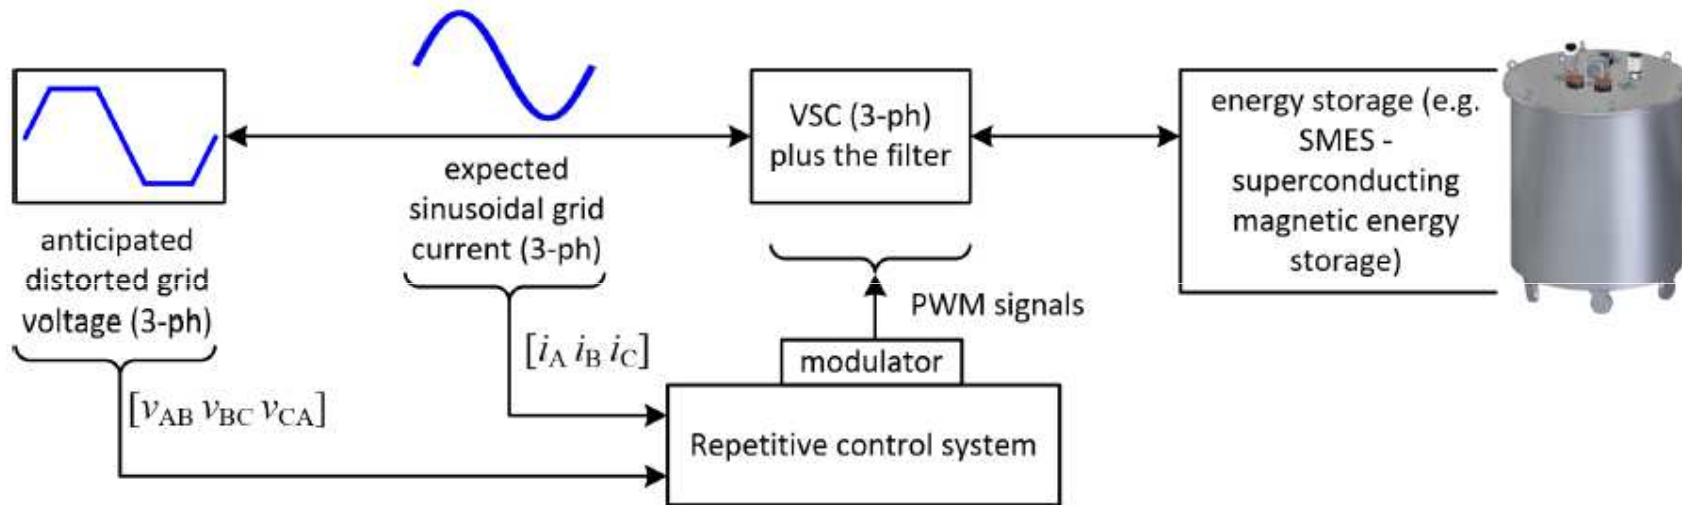 anticipated
distorted grid
voltage (3-ph)
[vAB vBC vCA]
expected
sinusoidal grid
current (3-ph)
[iA iB iC]
VSC (3-ph)
plus the filter
PWM signals
modulator
Repetitive control system
energy storage (e.g.
SMES -
superconducting
magnetic energy
storage)